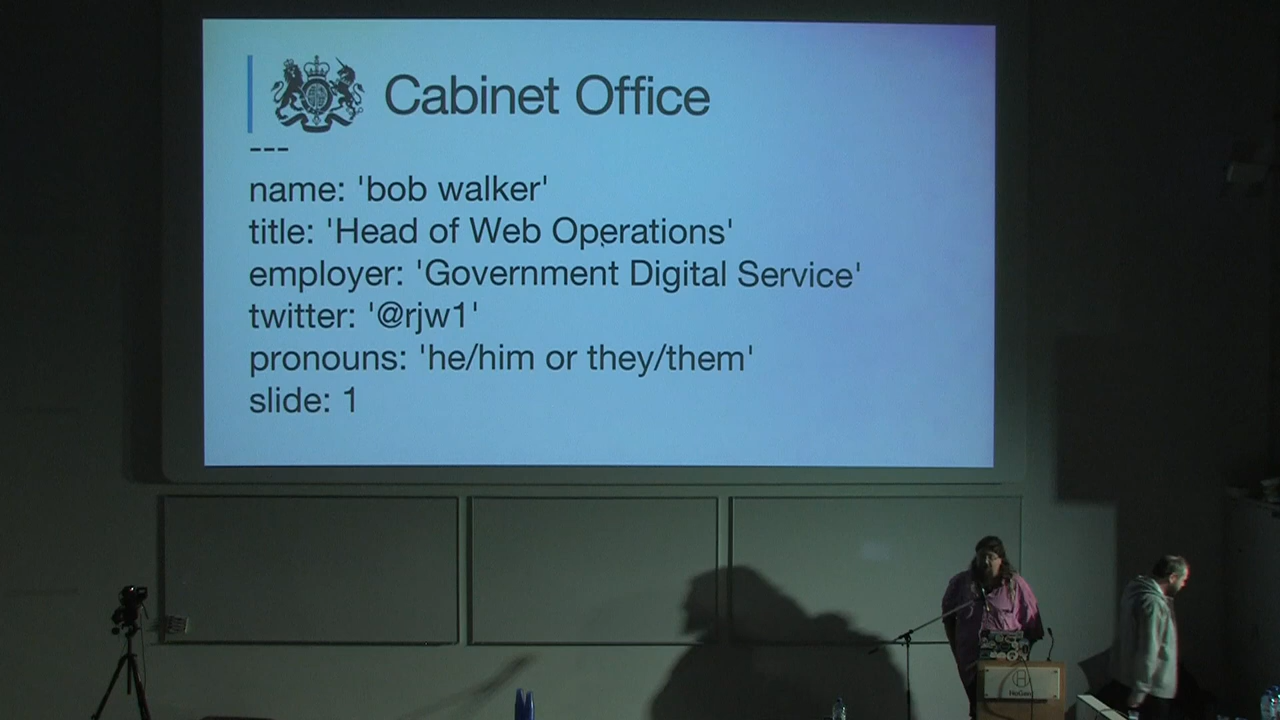 Cabinet Office
---
name: 'bob walker'
title: 'Head of Web Operations'
employer: 'Government Digital Service'
twitter: '@rjw1'
pronouns: 'he/him or they/them'
slide: 1